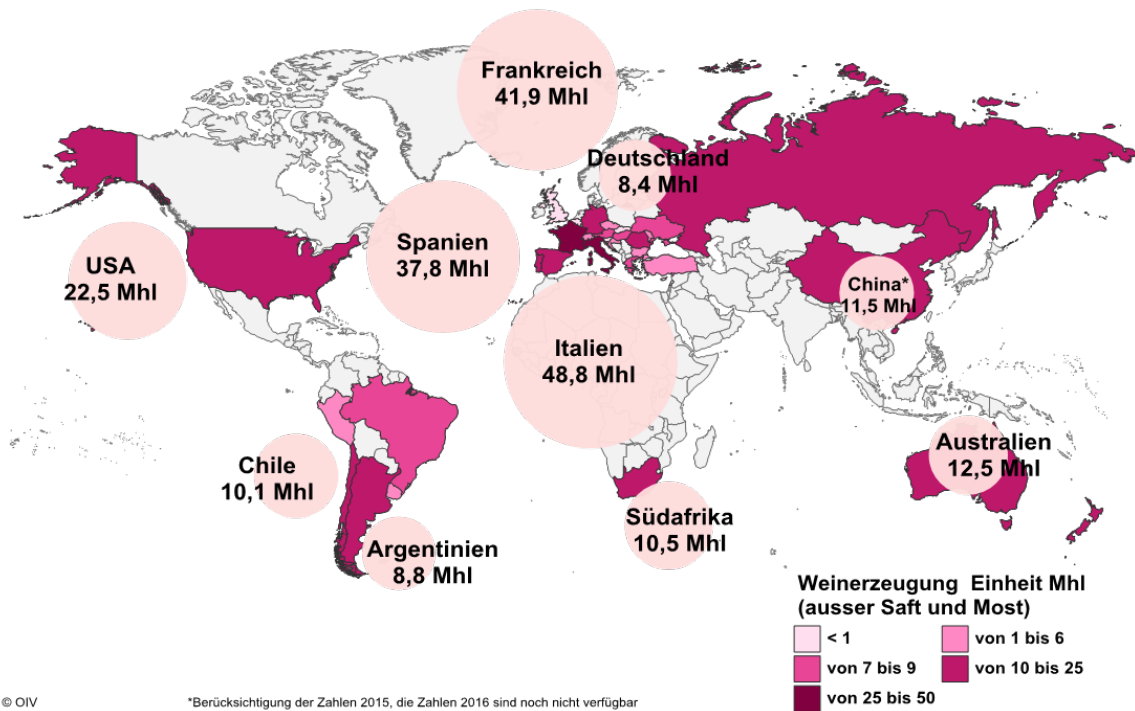 Frankreich
41,9 Mhl
Deutschland
8,4 Mhl
Spanien
37,8 Mhl
USA
22,5 Mhl
China*
11,5 Mhl
Italien
48,8 Mhl
Australien
12,5 Mhl
Chile
10,1 Mhl
Südafrika
10,5 Mhl
Argentinien
8,8 Mhl
Weinerzeugung Einheit Mhl
(ausser Saft und Most)
< 1
von 1 bis 6
von 7 bis 9
von 10 bis 25
von 25 bis 50
© OIV
*Berücksichtigung der Zahlen 2015, die Zahlen 2016 sind noch nicht verfügbar